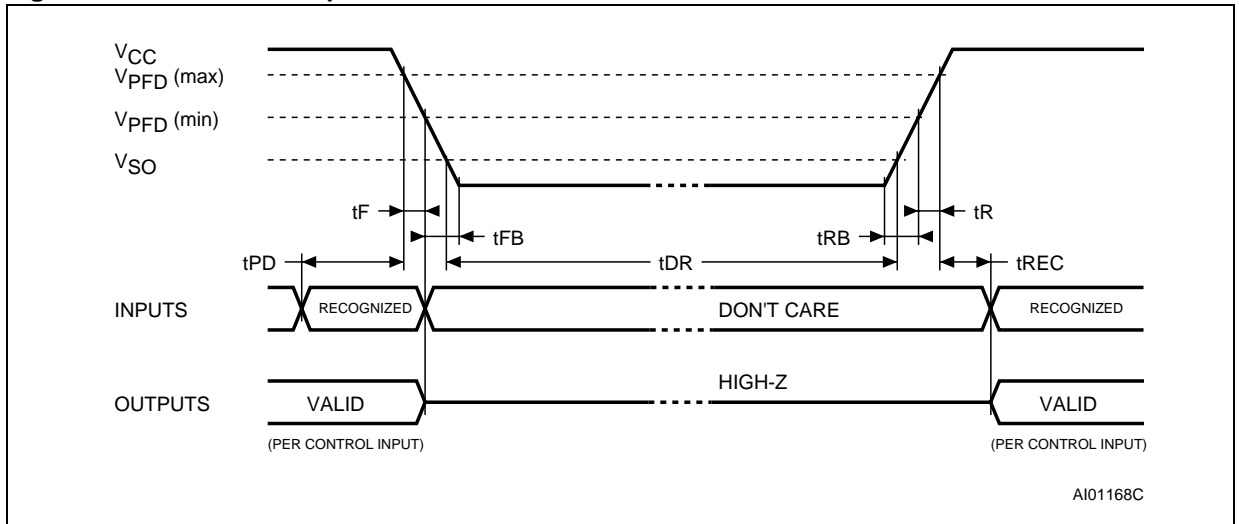 VCC
VPFD (max)
VPFD (min)
VSO
tF
tFB
tR
tRB
tPD
tDR
tREC
INPUTS
RECOGNIZED
DON'T CARE
RECOGNIZED
HIGH-Z
OUTPUTS
VALID
VALID
(PER CONTROL INPUT)
(PER CONTROL INPUT)
AI01168C